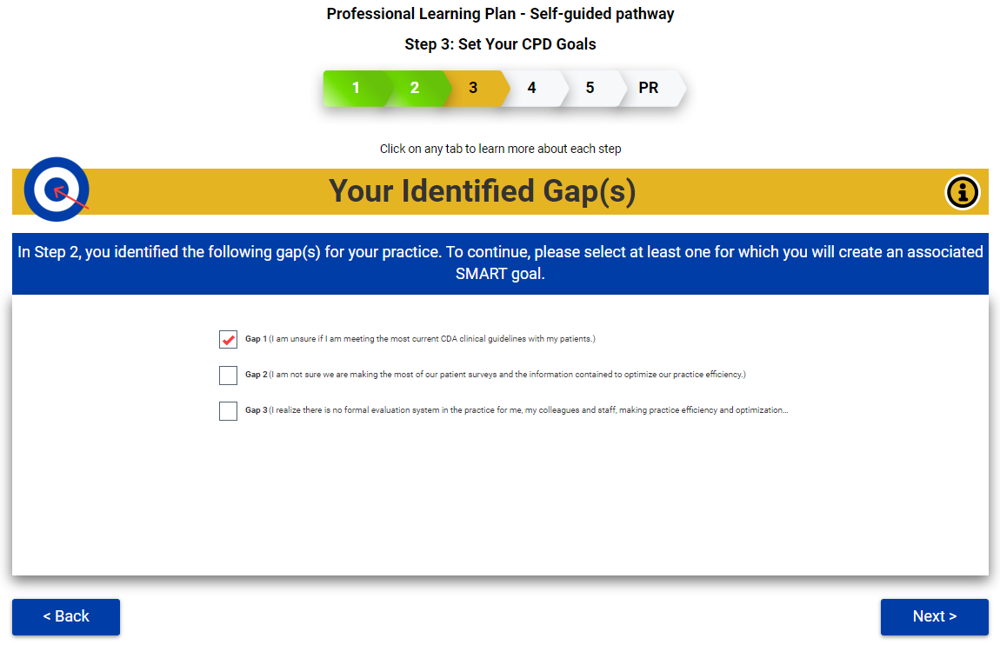 Professional Learning Plan - Self-guided pathway
Step 3: Set Your CPD Goals
1 2 3 4 5 PR
Click on any tab to learn more about each step
Your Identified Gap(s)
In Step 2, you identified the following gap(s) for your practice. To continue, please select at least one for which you will create an associated
SMART goal.
Gap 1 (I am unsure if I am meeting the most current CDA clinical guidelines with my patients.)
Gap 2 (I am not sure we are making the most of our patient surveys and the information contained to optimize our practice efficiency.)
Gap 3 (I realize there is no formal evaluation system in the practice for me, my colleagues and staff, making practice efficiency and optimization...
< Back
Next >